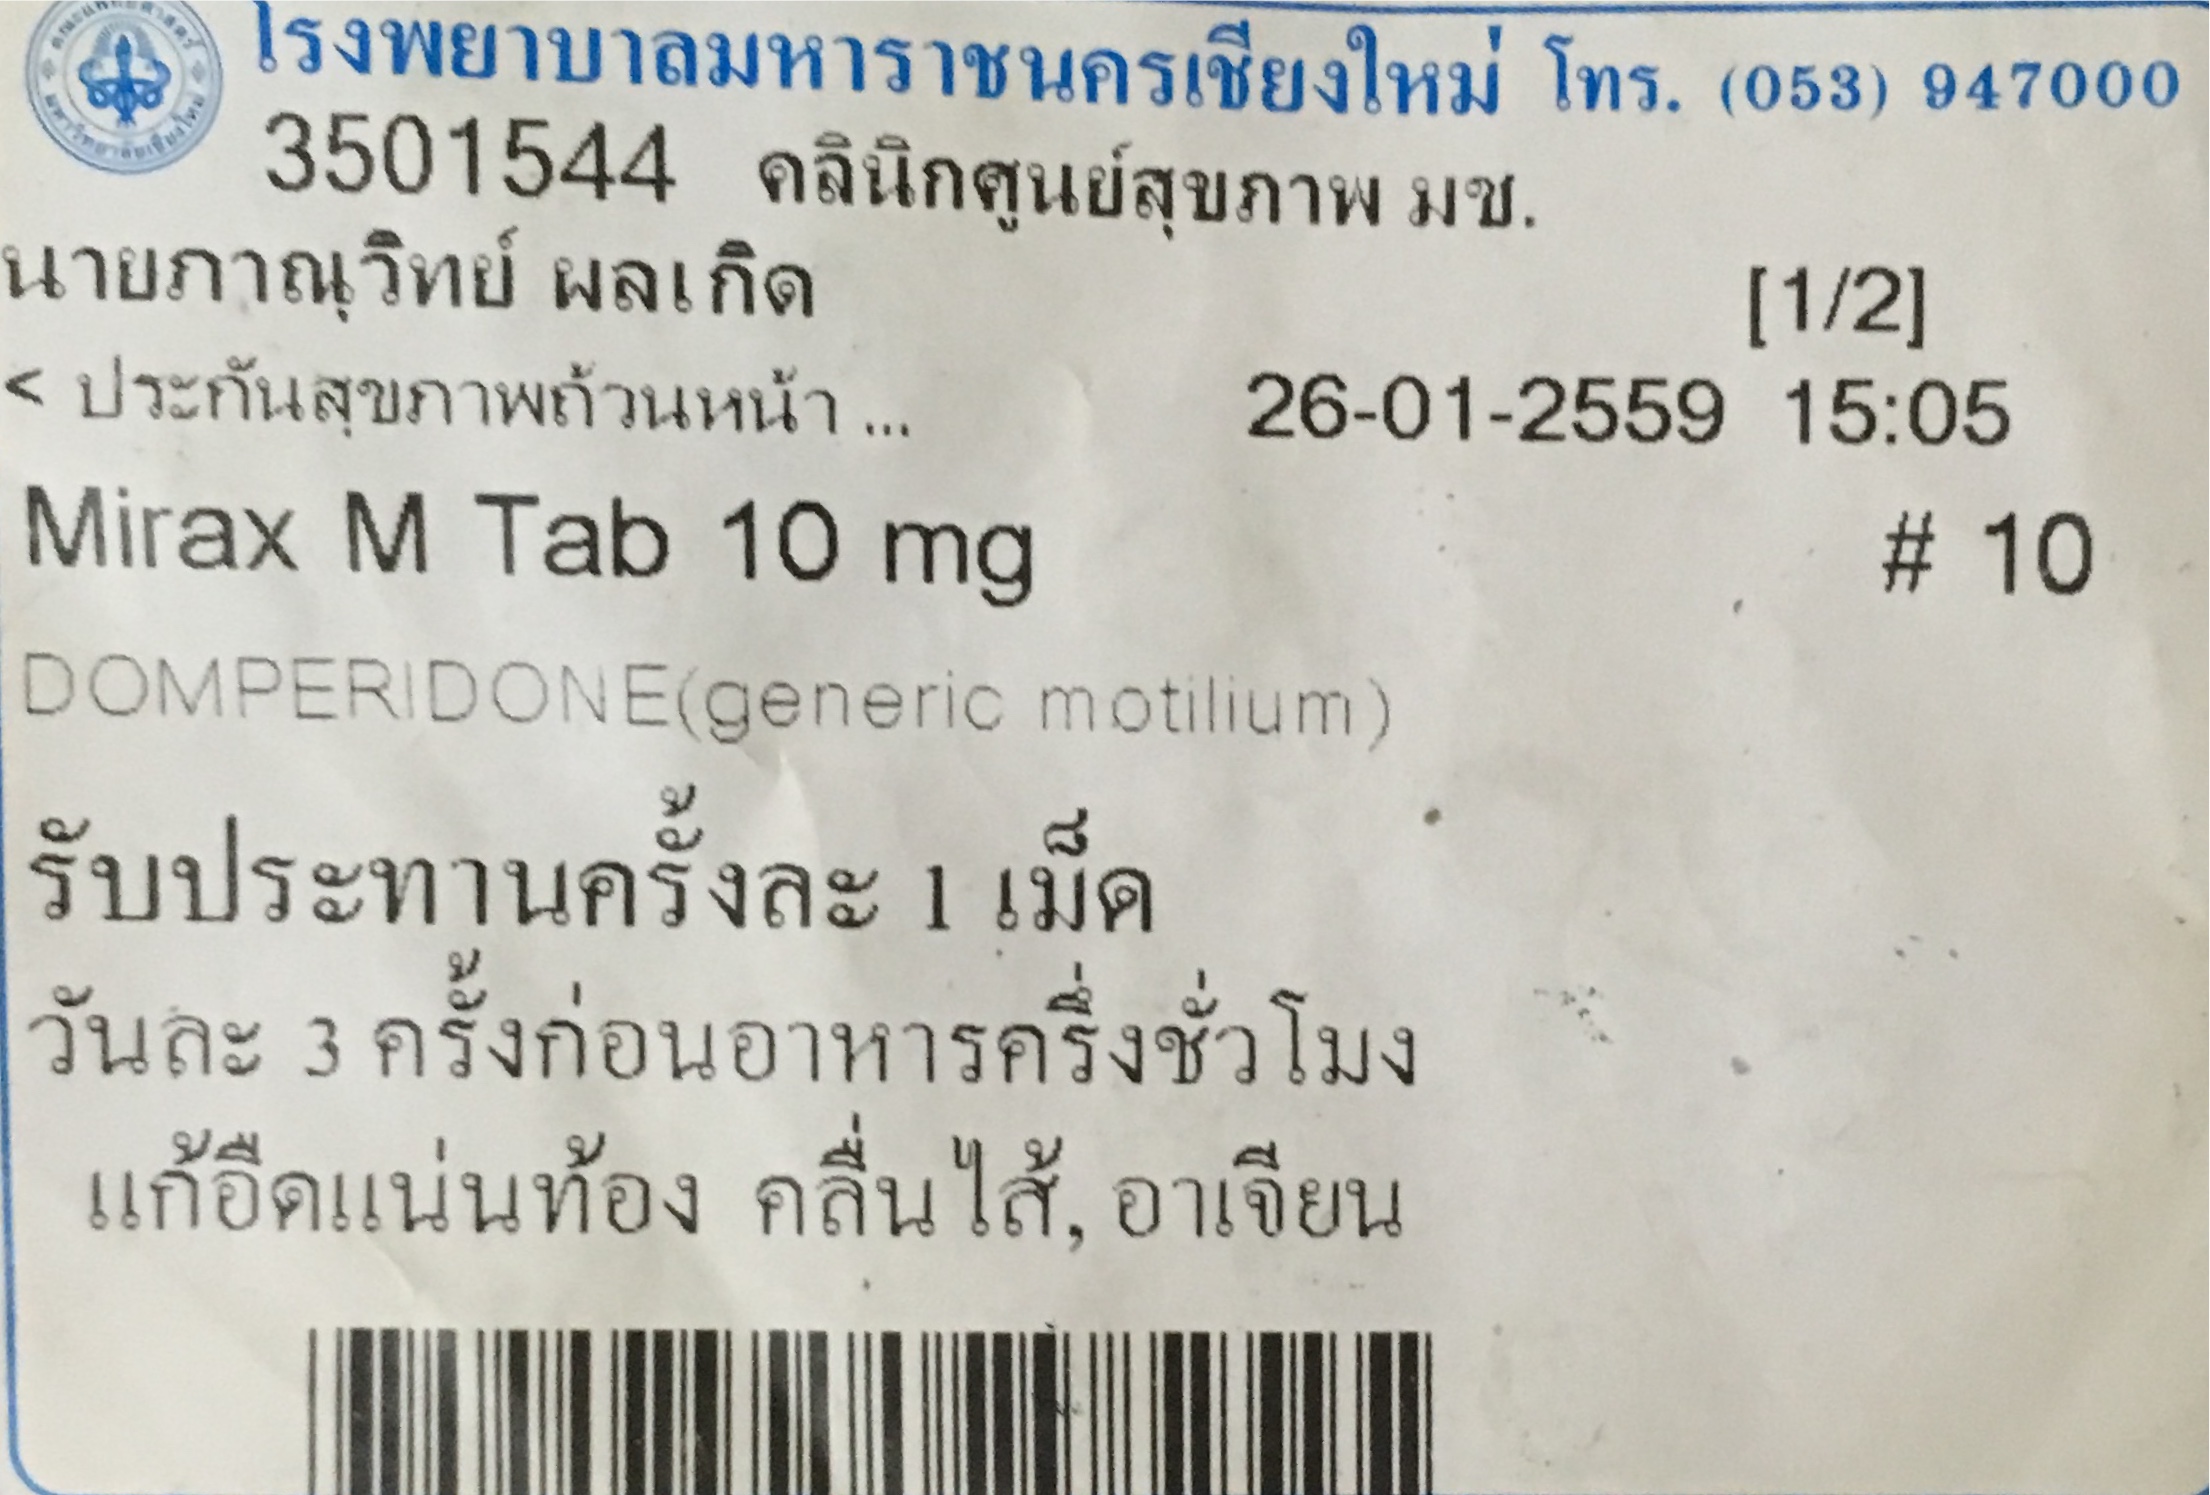 โรงพยาบาลมหาราชนครเชียงใหม่ โทร. (053) 947000
3501544 คลินิกศูนย์สุขภาพ มช.
นายภาณุวิทย์ ผลเกิด [1/2]
< ประกันสุขภาพถ้วนหน้า ... 26-01-2559 15:05
Mirax M Tab 10 mg # 10
DOMPERIDONE(generic motilium)
รับประทานครั้งละ 1 เม็ด
วันละ 3 ครั้งก่อนอาหารครึ่งชั่วโมง
แก้อืดแน่นท้อง คลื่นไส้, อาเจียน